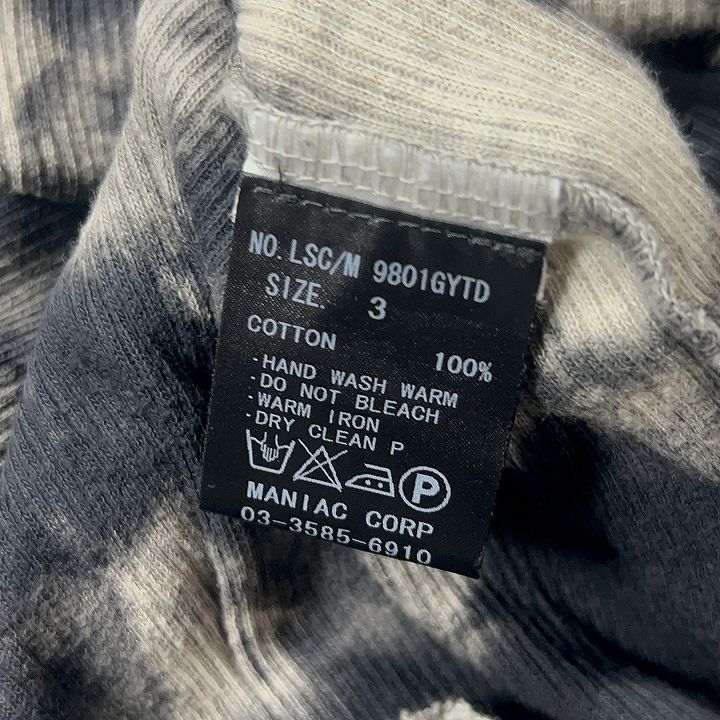 NO. LSC/M 9801GYTD
SIZE. 3
COTTON 100%
·HAND WASH WARM
·DO NOT BLEACH
·WARM IRON
·DRY CLEAN P
P
MANIAC CORP
03-3585-6910